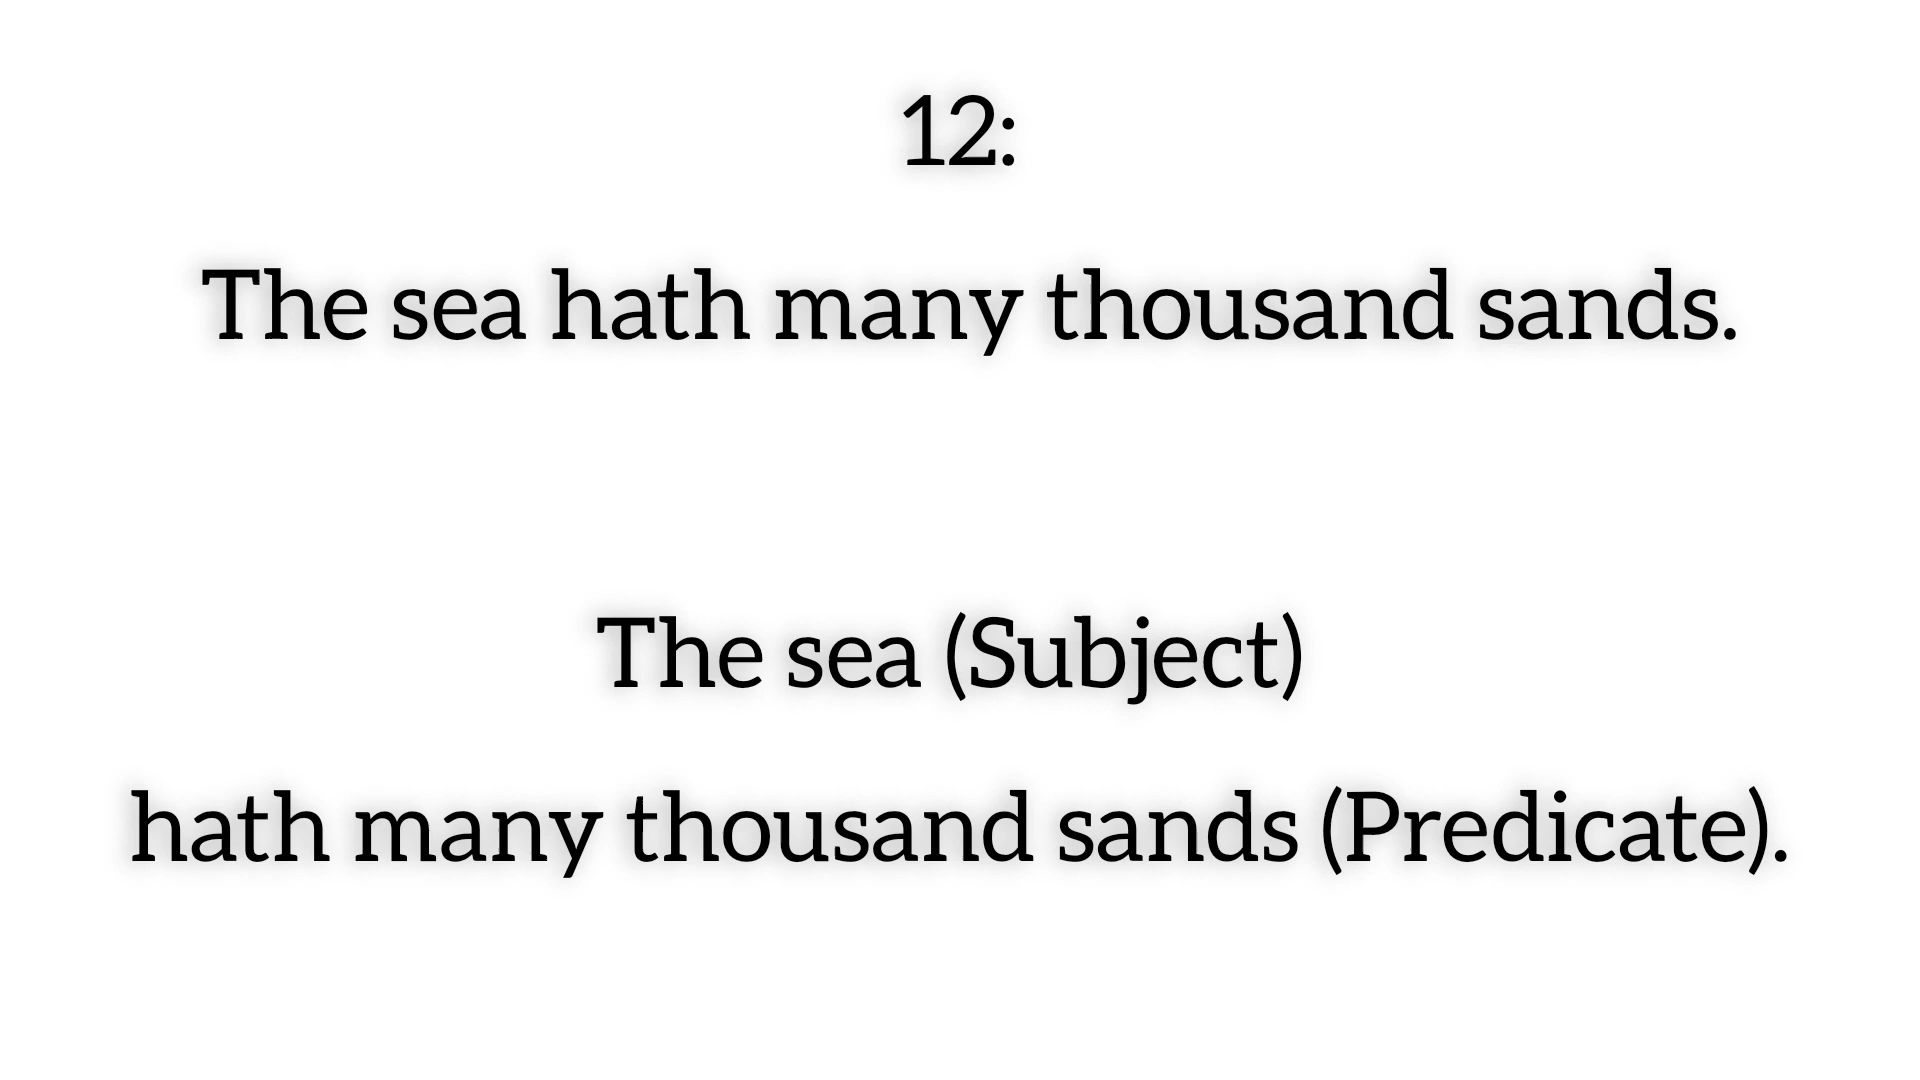 12:
The sea hath many thousand sands.
The sea (Subject)
hath many thousand sands (Predicate).